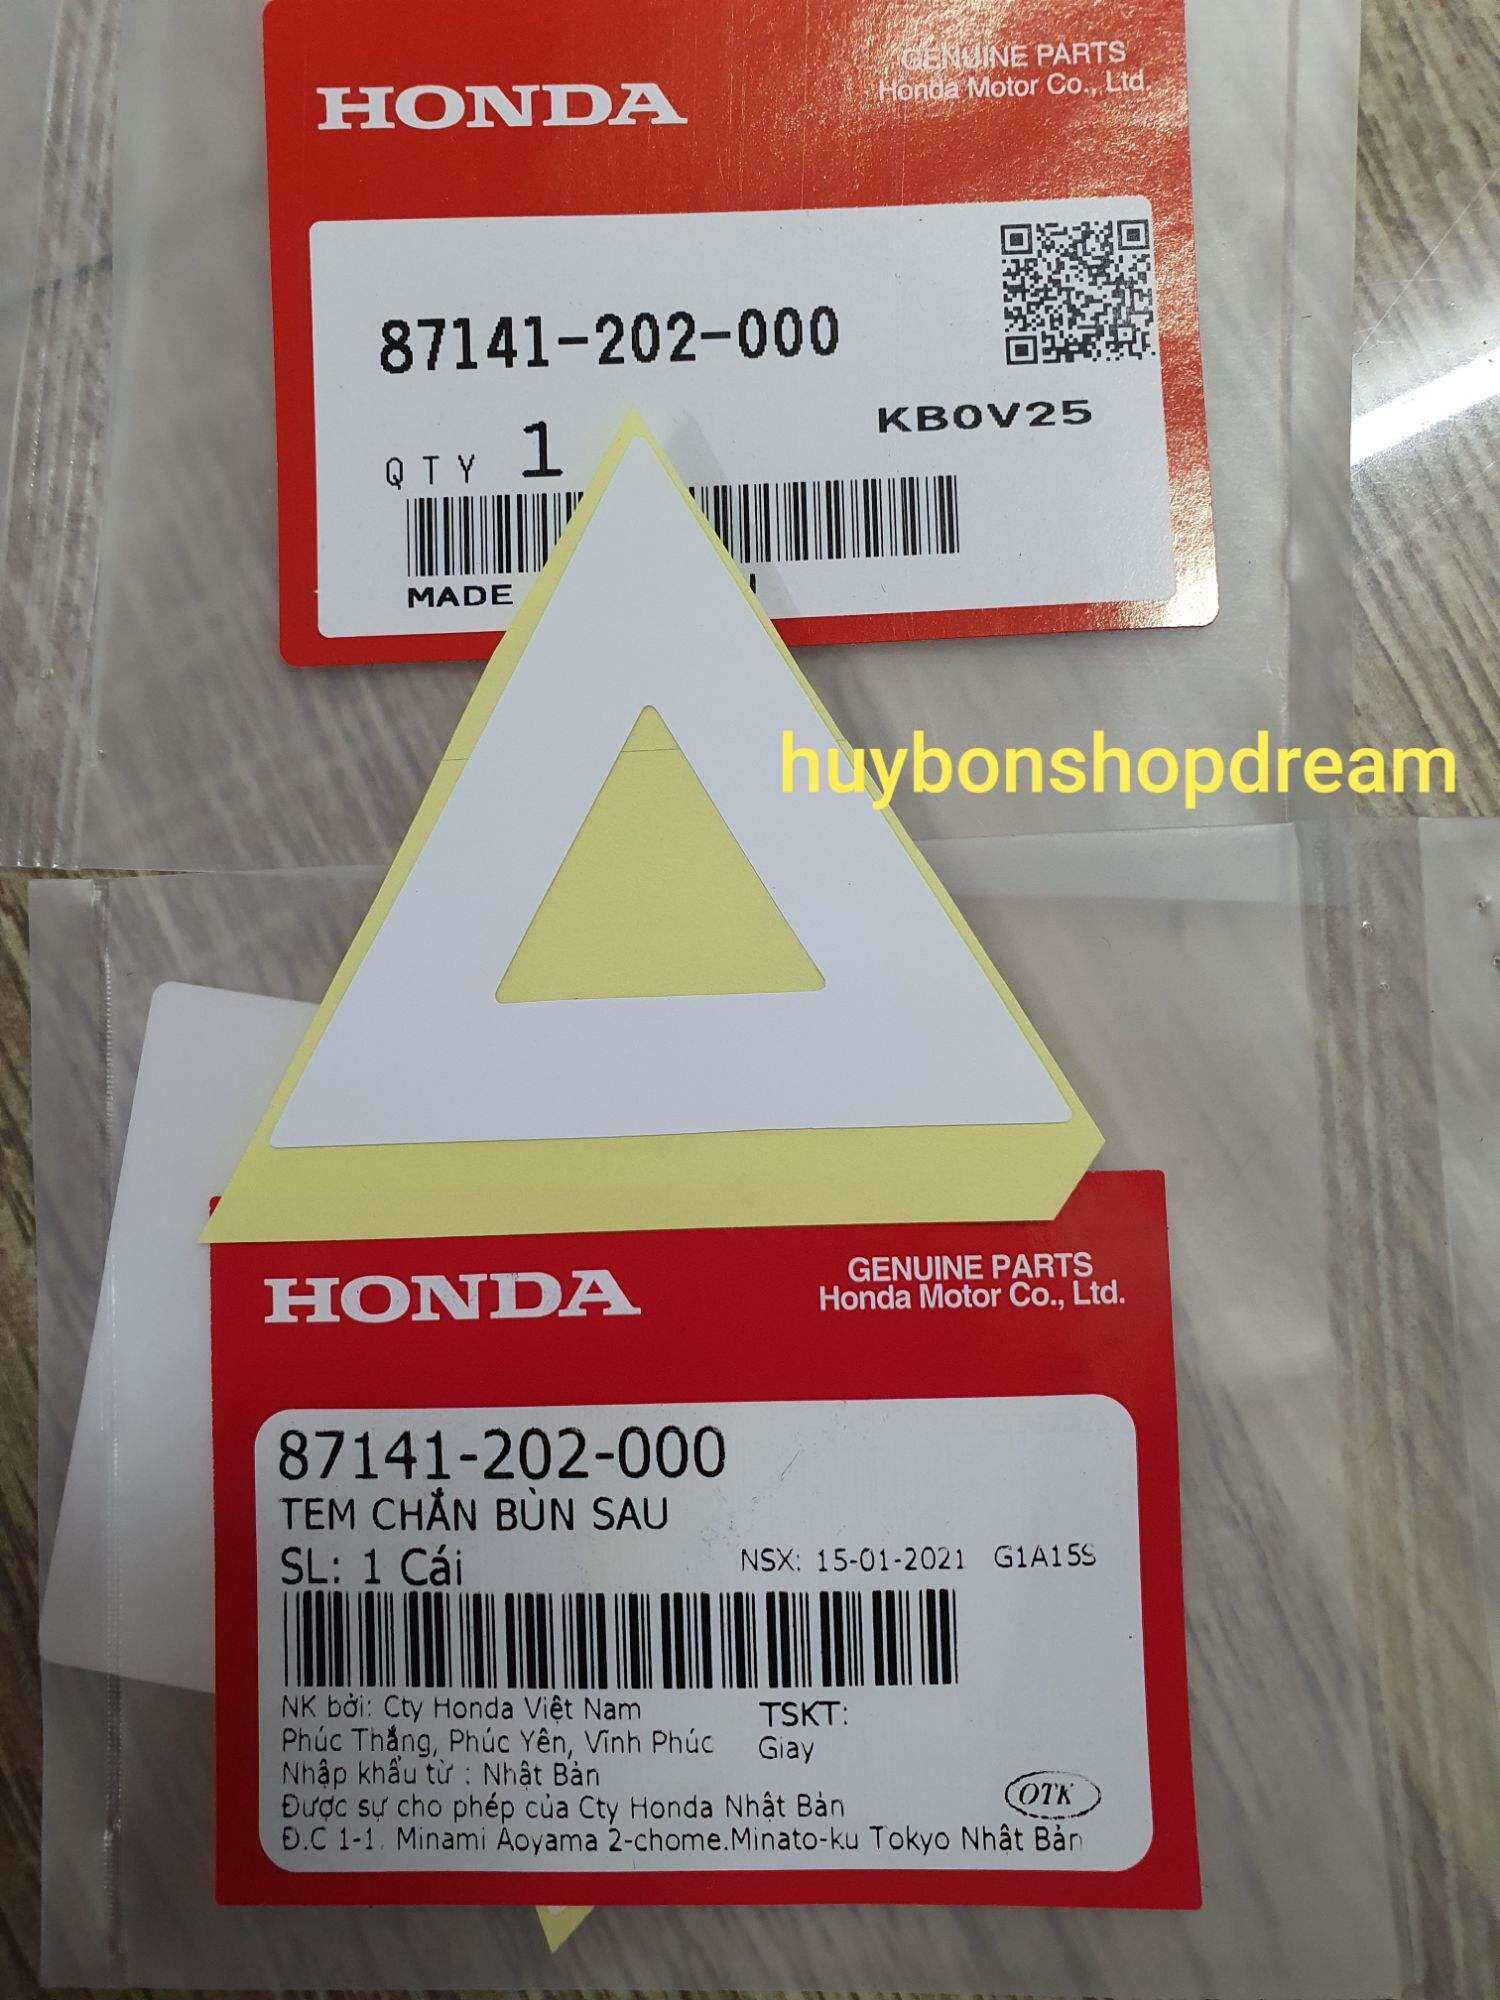 HONDA
GENUINE PARTS
Honda Motor Co., Ltd.
87141-202-000
QTY 1
KB0V25
MADE
huybonshopdream
HONDA
GENUINE PARTS
Honda Motor Co., Ltd.
87141-202-000
TEM CHẮN BÙN SAU
SL: 1 Cái
NSX: 15-01-2021 G1A15S
NK bởi: Cty Honda Việt Nam
TSKT:
Phúc Thắng, Phúc Yên, Vĩnh Phúc
Giay
Nhập khẩu từ : Nhật Bản
Được sự cho phép của Cty Honda Nhật Bản
OTK
Đ.C 1-1. Minami Aoyama 2-chome.Minato-ku Tokyo Nhật Bản